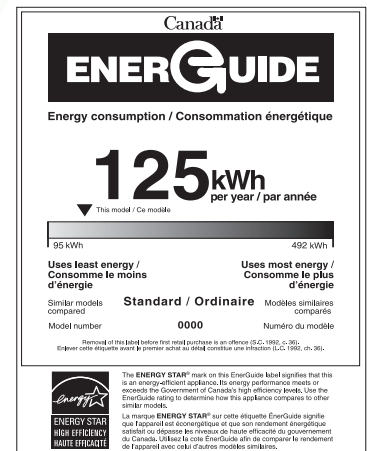 Canada
ENERGUIDE
Energy consumption / Consommation énergétique
125 kWh
per year / par année
This model / Ce modèle
95 kWh 492 kWh
Uses least energy / Uses most energy /
Consomme le moins Consomme le plus
d'énergie d'énergie
Similar models Standard / Ordinaire Modèles similaires
compared comparés
Model number 0000 Numéro du modèle
Removal of this label before first retail purchase is an offence (S.C. 1992, c. 36).
Enlever cette étiquette avant le premier achat au détail constitue une infraction (L.C. 1992, ch. 36).
energy
ENERGY STAR
HIGH EFFICIENCY
HAUTE EFFICACITÉ
The ENERGY STAR® mark on this EnerGuide label signifies that this
is an energy-efficient appliance. Its energy performance meets or
exceeds the Government of Canada's high efficiency levels. Use the
EnerGuide rating to determine how this appliance compares to other
similar models.
La marque ENERGY STAR® sur cette étiquette ÉnerGuide signifie
que l'appareil est éconergétique et que son rendement énergétique
satisfait ou dépasse les niveaux de haute efficacité du gouvernement
du Canada. Utilisez la cote ÉnerGuide afin de comparer le rendement
de l'appareil avec celui d'autres modèles similaires.